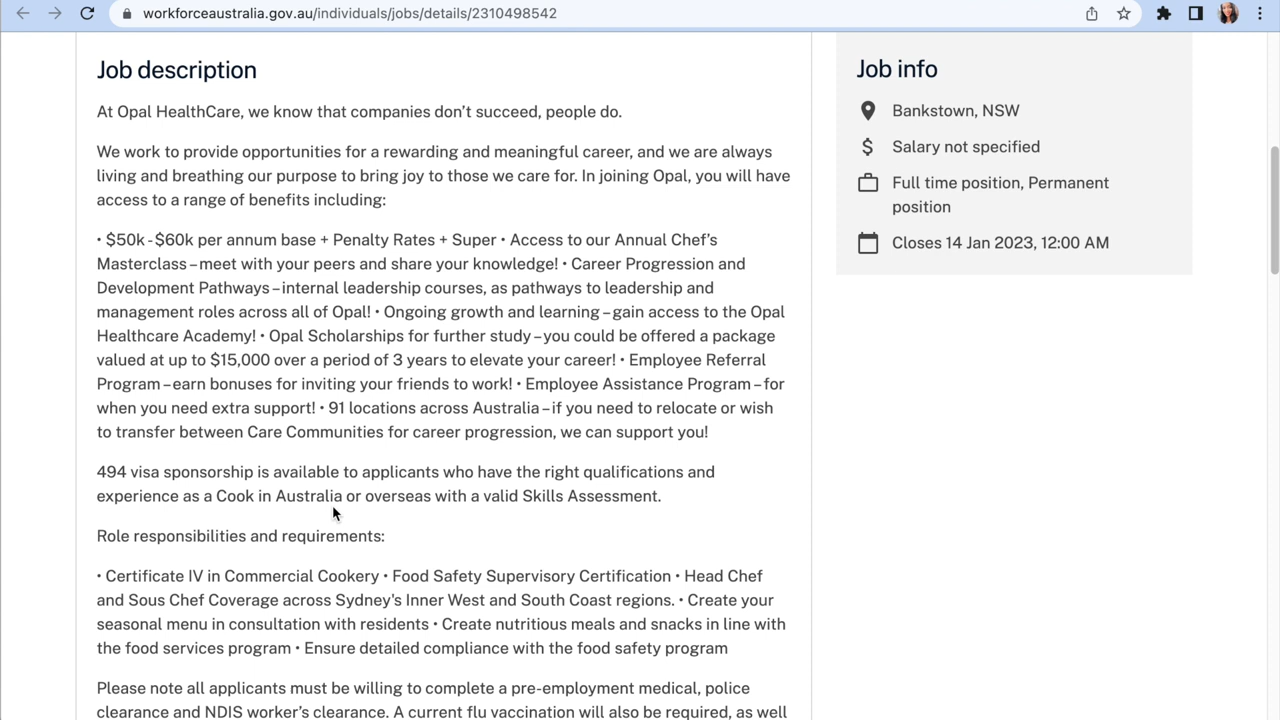 workforceaustralia.gov.au/individuals/jobs/details/2310498542
Job description
At Opal HealthCare, we know that companies don’t succeed, people do.
We work to provide opportunities for a rewarding and meaningful career, and we are always
living and breathing our purpose to bring joy to those we care for. In joining Opal, you will have
access to a range of benefits including:
• $50k - $60k per annum base + Penalty Rates + Super • Access to our Annual Chef’s
Masterclass – meet with your peers and share your knowledge! • Career Progression and
Development Pathways – internal leadership courses, as pathways to leadership and
management roles across all of Opal! • Ongoing growth and learning – gain access to the Opal
Healthcare Academy! • Opal Scholarships for further study – you could be offered a package
valued at up to $15,000 over a period of 3 years to elevate your career! • Employee Referral
Program – earn bonuses for inviting your friends to work! • Employee Assistance Program – for
when you need extra support! • 91 locations across Australia – if you need to relocate or wish
to transfer between Care Communities for career progression, we can support you!
494 visa sponsorship is available to applicants who have the right qualifications and
experience as a Cook in Australia or overseas with a valid Skills Assessment.
Role responsibilities and requirements:
• Certificate IV in Commercial Cookery • Food Safety Supervisory Certification • Head Chef
and Sous Chef Coverage across Sydney's Inner West and South Coast regions. • Create your
seasonal menu in consultation with residents • Create nutritious meals and snacks in line with
the food services program • Ensure detailed compliance with the food safety program
Please note all applicants must be willing to complete a pre-employment medical, police
clearance and NDIS worker’s clearance. A current flu vaccination will also be required, as well
Job info
Bankstown, NSW
Salary not specified
Full time position, Permanent
position
Closes 14 Jan 2023, 12:00 AM